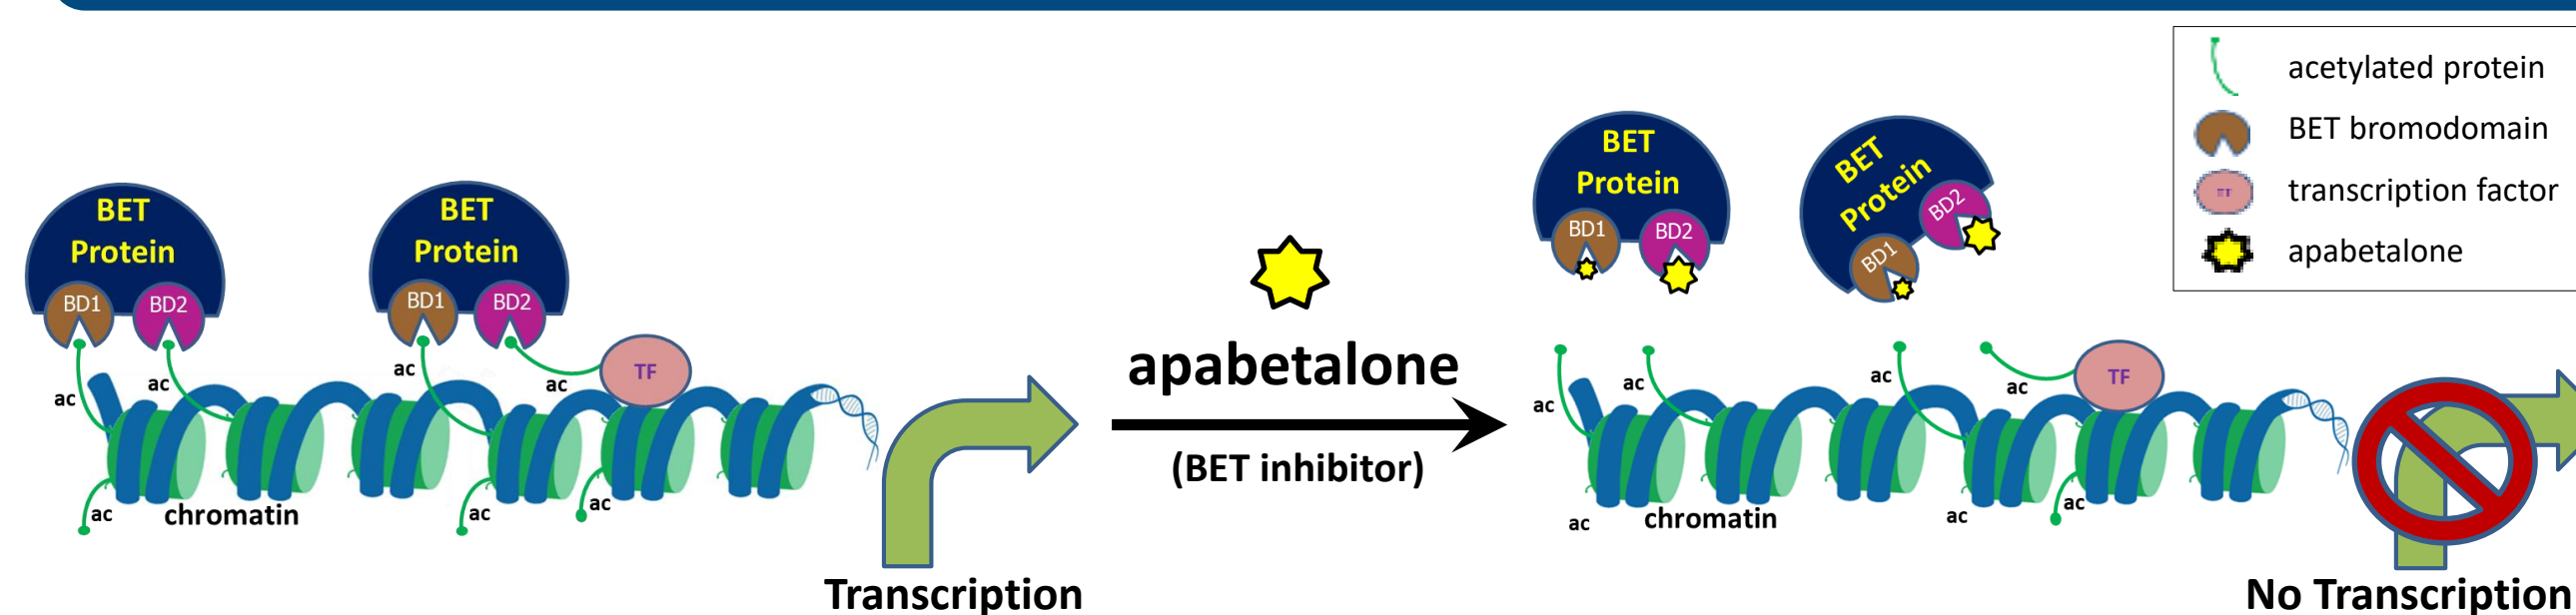 BET
Protein
BD1
BD2
ac
ac
ac
chromatin
BET
Protein
BD1
BD2
ac
ac
TF
ac
ac
Transcription
apabetalone
(BET inhibitor)
BET
Protein
BD1
BD2
BET
Protein
BD1
BD2
ac
ac
ac
chromatin
ac
ac
TF
ac
ac
No Transcription
acetylated protein
BET bromodomain
transcription factor
apabetalone